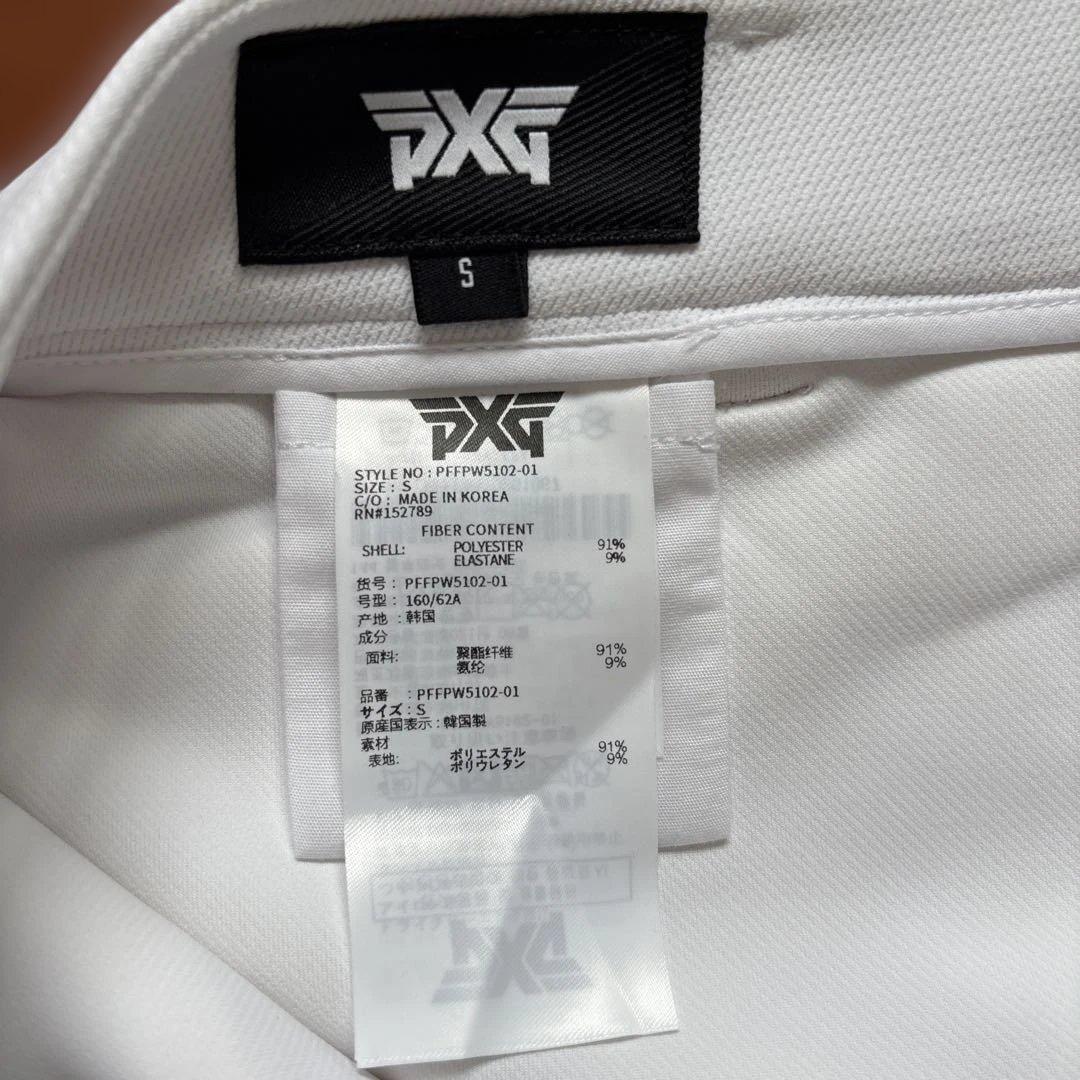 PXG
S
PXG
STYLE NO : PFFPW5102-01
SIZE : S
C/O : MADE IN KOREA
RN#152789
FIBER CONTENT
SHELL: POLYESTER 91%
ELASTANE 9%
货号 : PFFPW5102-01
号型 : 160/62A
产地 : 韩国
成分
面料: 聚酯纤维 91%
氨纶 9%
品番 : PFFPW5102-01
サイズ : S
原産国表示 : 韓国製
素材
表地: ポリエステル 91%
ポリウレタン 9%